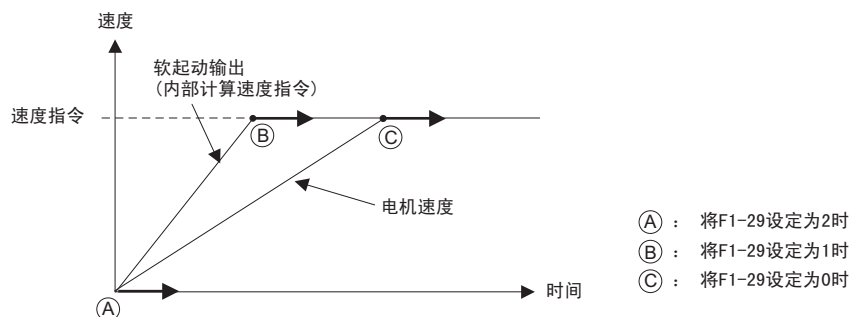 速度
软起动输出
(内部计算速度指令)
速度指令
B
C
电机速度
A
时间
A ： 将F1-29设定为2时
B ： 将F1-29设定为1时
C ： 将F1-29设定为0时